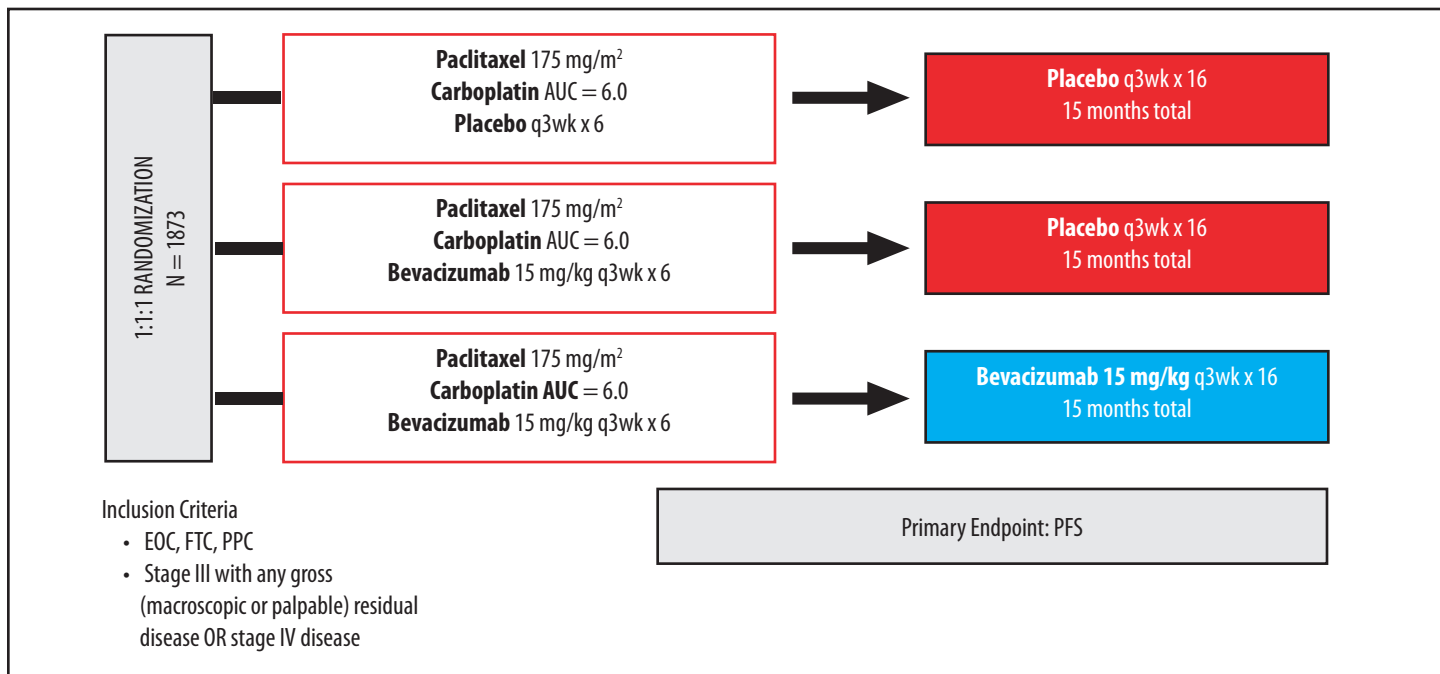 1:1:1 RANDOMIZATION
N = 1873
Paclitaxel 175 mg/m²
Carboplatin AUC = 6.0
Placebo q3wk x 6
Placebo q3wk x 16
15 months total
Paclitaxel 175 mg/m²
Carboplatin AUC = 6.0
Bevacizumab 15 mg/kg q3wk x 6
Placebo q3wk x 16
15 months total
Paclitaxel 175 mg/m²
Carboplatin AUC = 6.0
Bevacizumab 15 mg/kg q3wk x 6
Bevacizumab 15 mg/kg q3wk x 16
15 months total
Inclusion Criteria
• EOC, FTC, PPC
• Stage III with any gross
(macroscopic or palpable) residual
disease OR stage IV disease
Primary Endpoint: PFS